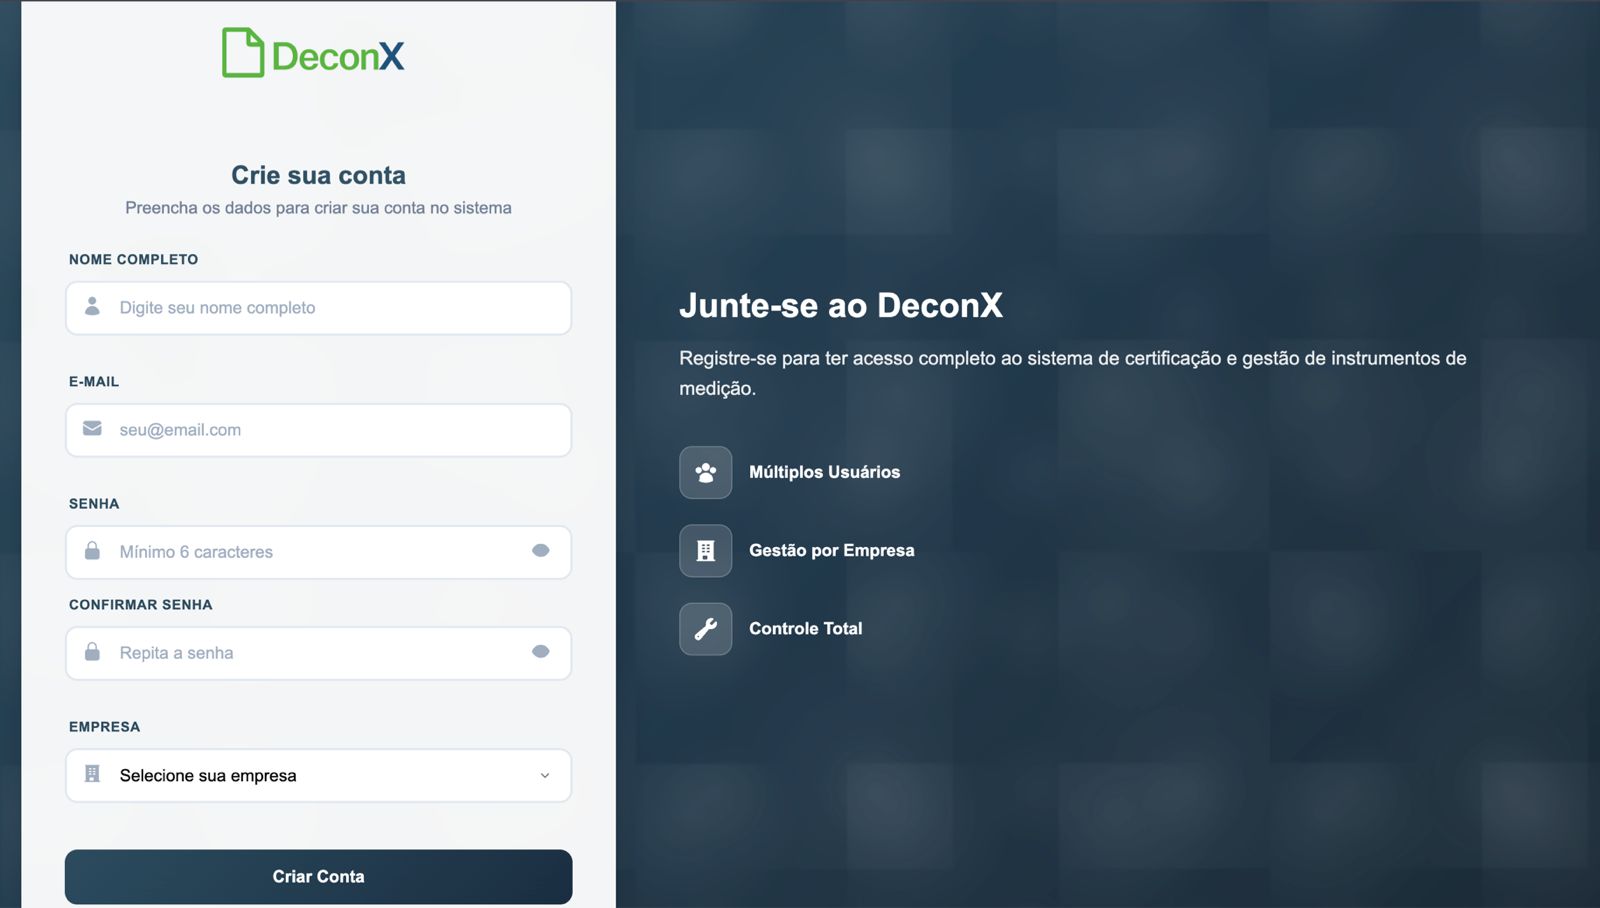 DeconX
Crie sua conta
Preencha os dados para criar sua conta no sistema
NOME COMPLETO
Digite seu nome completo
E-MAIL
seu@email.com
SENHA
Mínimo 6 caracteres
CONFIRMAR SENHA
Repita a senha
EMPRESA
Selecione sua empresa
Criar Conta
Junte-se ao DeconX
Registre-se para ter acesso completo ao sistema de certificação e gestão de instrumentos de
medição.
Múltiplos Usuários
Gestão por Empresa
Controle Total